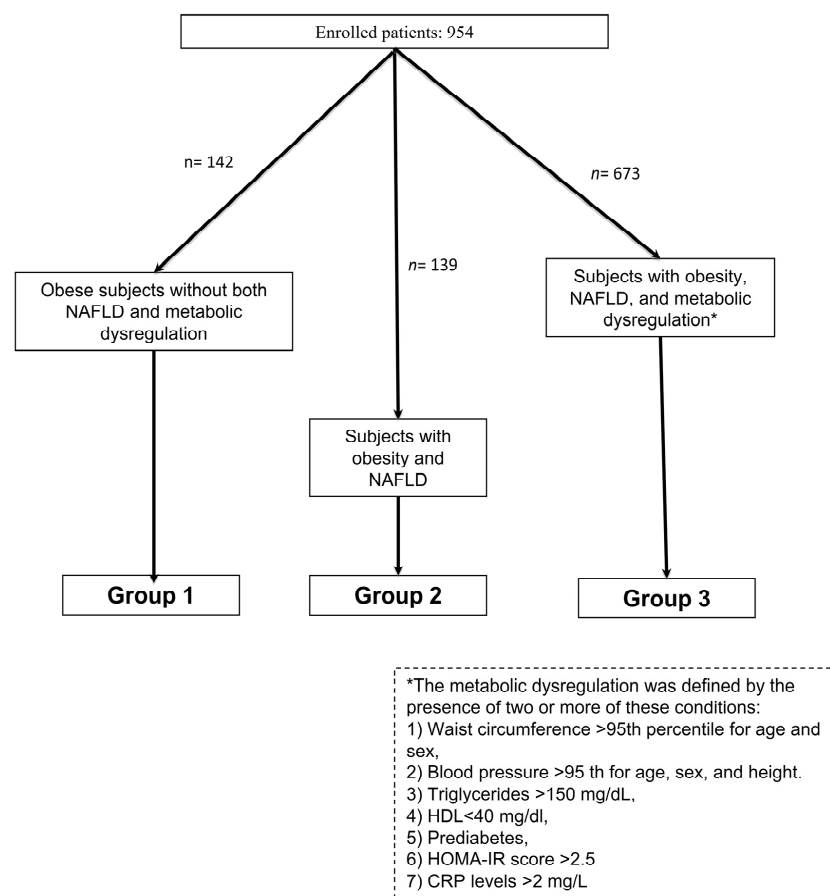 Enrolled patients: 954
n= 142
n= 673
n= 139
Obese subjects without both
NAFLD and metabolic
dysregulation
Subjects with obesity,
NAFLD, and metabolic
dysregulation*
Subjects with
obesity and
NAFLD
Group 1
Group 2
Group 3
*The metabolic dysregulation was defined by the
presence of two or more of these conditions:
1) Waist circumference >95th percentile for age and
sex,
2) Blood pressure >95 th for age, sex, and height.
3) Triglycerides >150 mg/dL,
4) HDL<40 mg/dl,
5) Prediabetes,
6) HOMA-IR score >2.5
7) CRP levels >2 mg/L